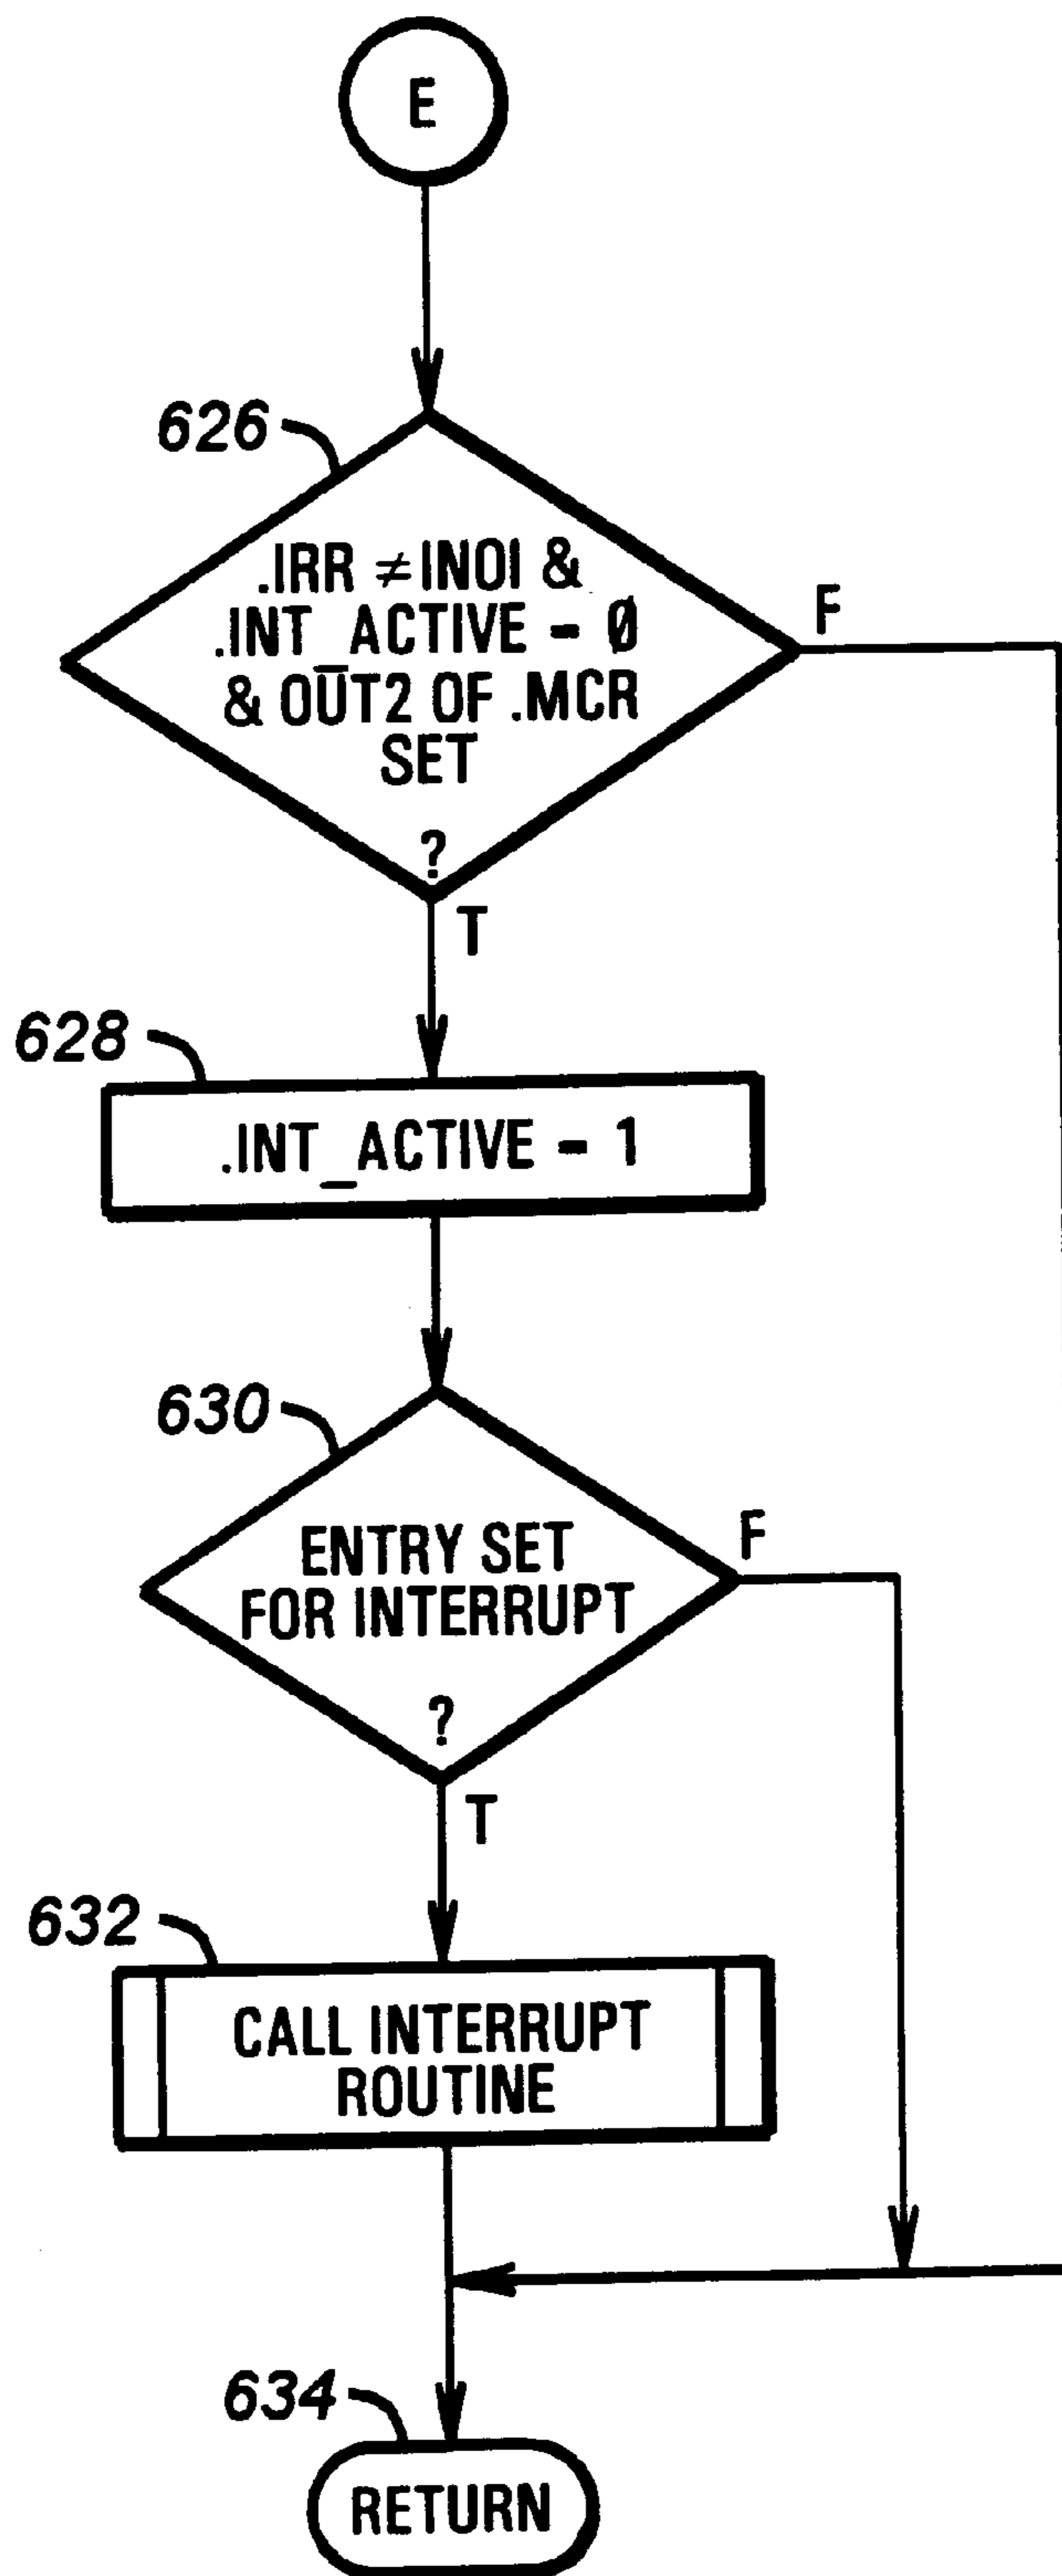 E
626
.IRR ≠INOI &
.INT_ACTIVE = Ø
& OUT2 OF .MCR
SET
?
F
T
628
.INT_ACTIVE = 1
630
ENTRY SET
FOR INTERRUPT
?
F
T
632
CALL INTERRUPT
ROUTINE
634
RETURN